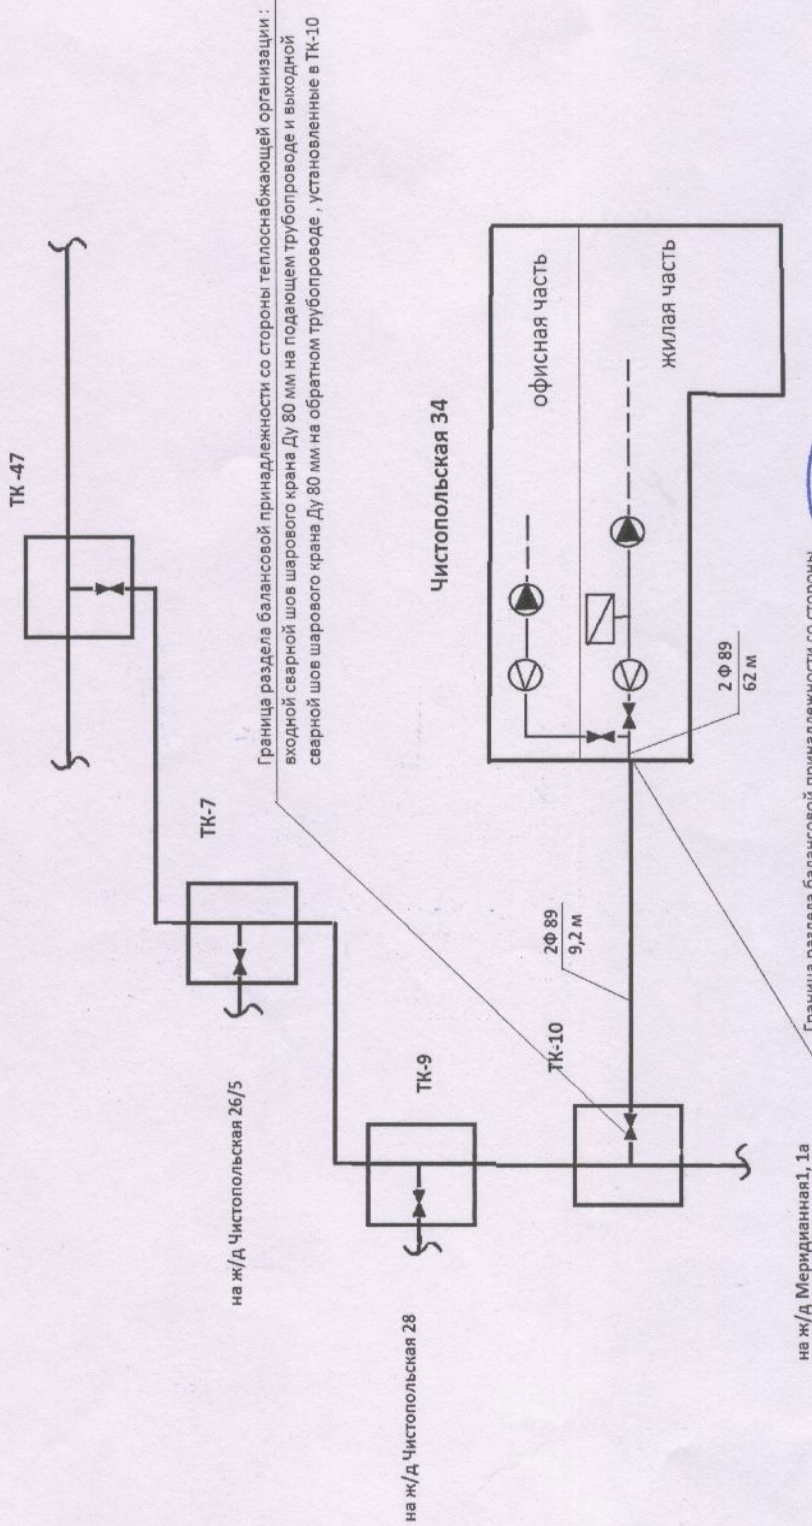 ТК -47
Граница раздела балансовой принадлежности со стороны теплоснабжающей организации :
входной сварной шов шарового крана Ду 80 мм на подающем трубопроводе и выходной
сварной шов шарового крана Ду 80 мм на обратном трубопроводе , установленные в ТК-10
ТК-7
на ж/д Чистопольская 26/5
Чистопольская 34
офисная часть
жилая часть
ТК-9
на ж/д Чистопольская 28
2Ф 89
9,2 м
ТК-10
2 Ф 89
62 м
на ж/д Меридианная1, 1а
Граница раздела балансовой принадлежности со стороны